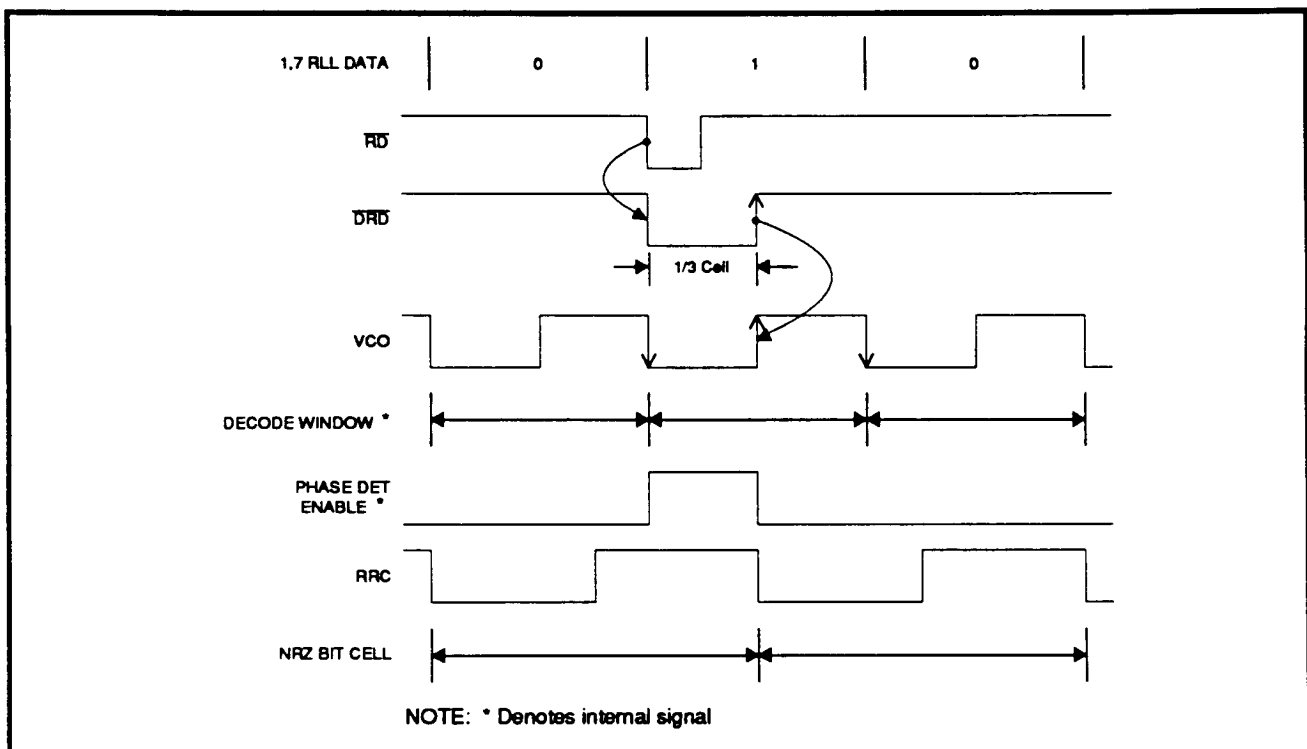 1,7 RLL DATA 0 1 0
RD
DRD
1/3 Cell
VCO
DECODE WINDOW *
PHASE DET
ENABLE *
RRC
NRZ BIT CELL
NOTE: * Denotes internal signal